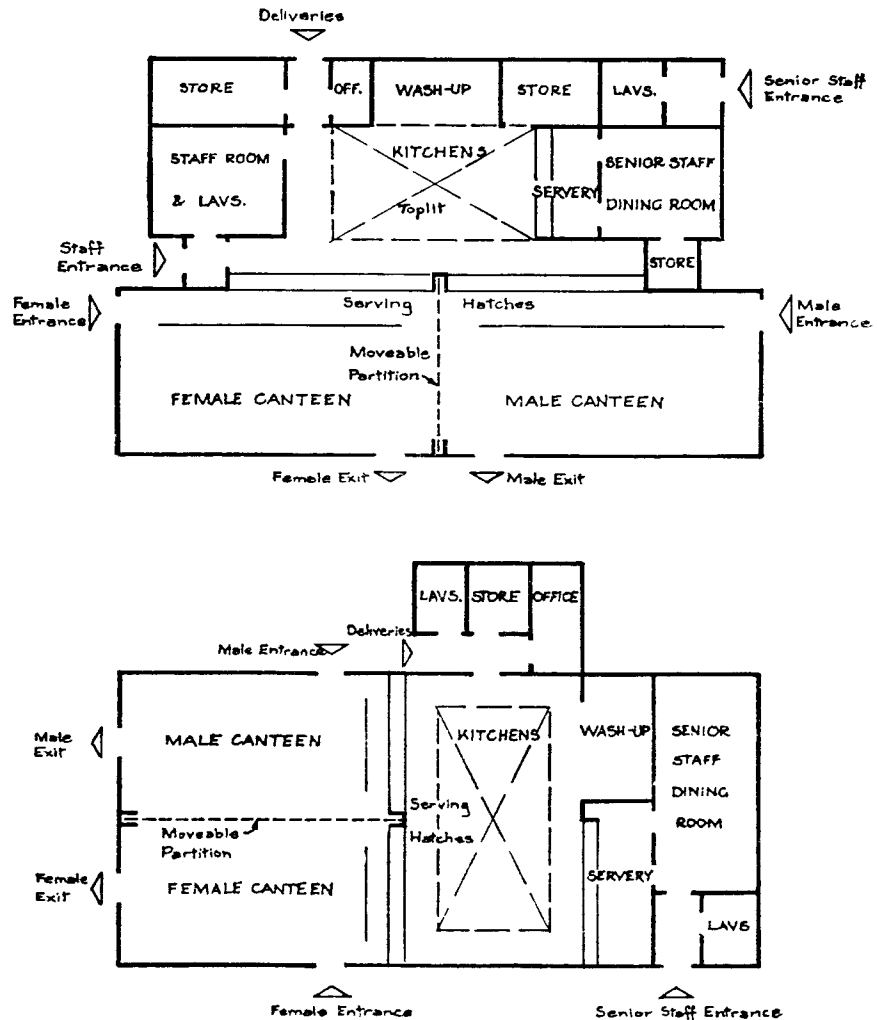 Deliveries
STORE
OFF.
WASH-UP
STORE
LAVS.
Senior Staff
Entrance
STAFF ROOM
& LAVS.
KITCHENS
Toplit
SERVERY
SENIOR STAFF
DINING ROOM
Staff
Entrance
STORE
Female
Entrance
Serving
Hatches
Male
Entrance
Moveable
Partition
FEMALE CANTEEN
MALE CANTEEN
Female Exit
Male Exit
LAVS.
STORE
OFFICE
Deliveries
Male Entrance
Male
Exit
MALE CANTEEN
KITCHENS
WASH-UP
SENIOR
STAFF
DINING
ROOM
Serving
Hatches
Moveable
Partition
Female
Exit
FEMALE CANTEEN
SERVERY
LAVS
Female Entrance
Senior Staff Entrance